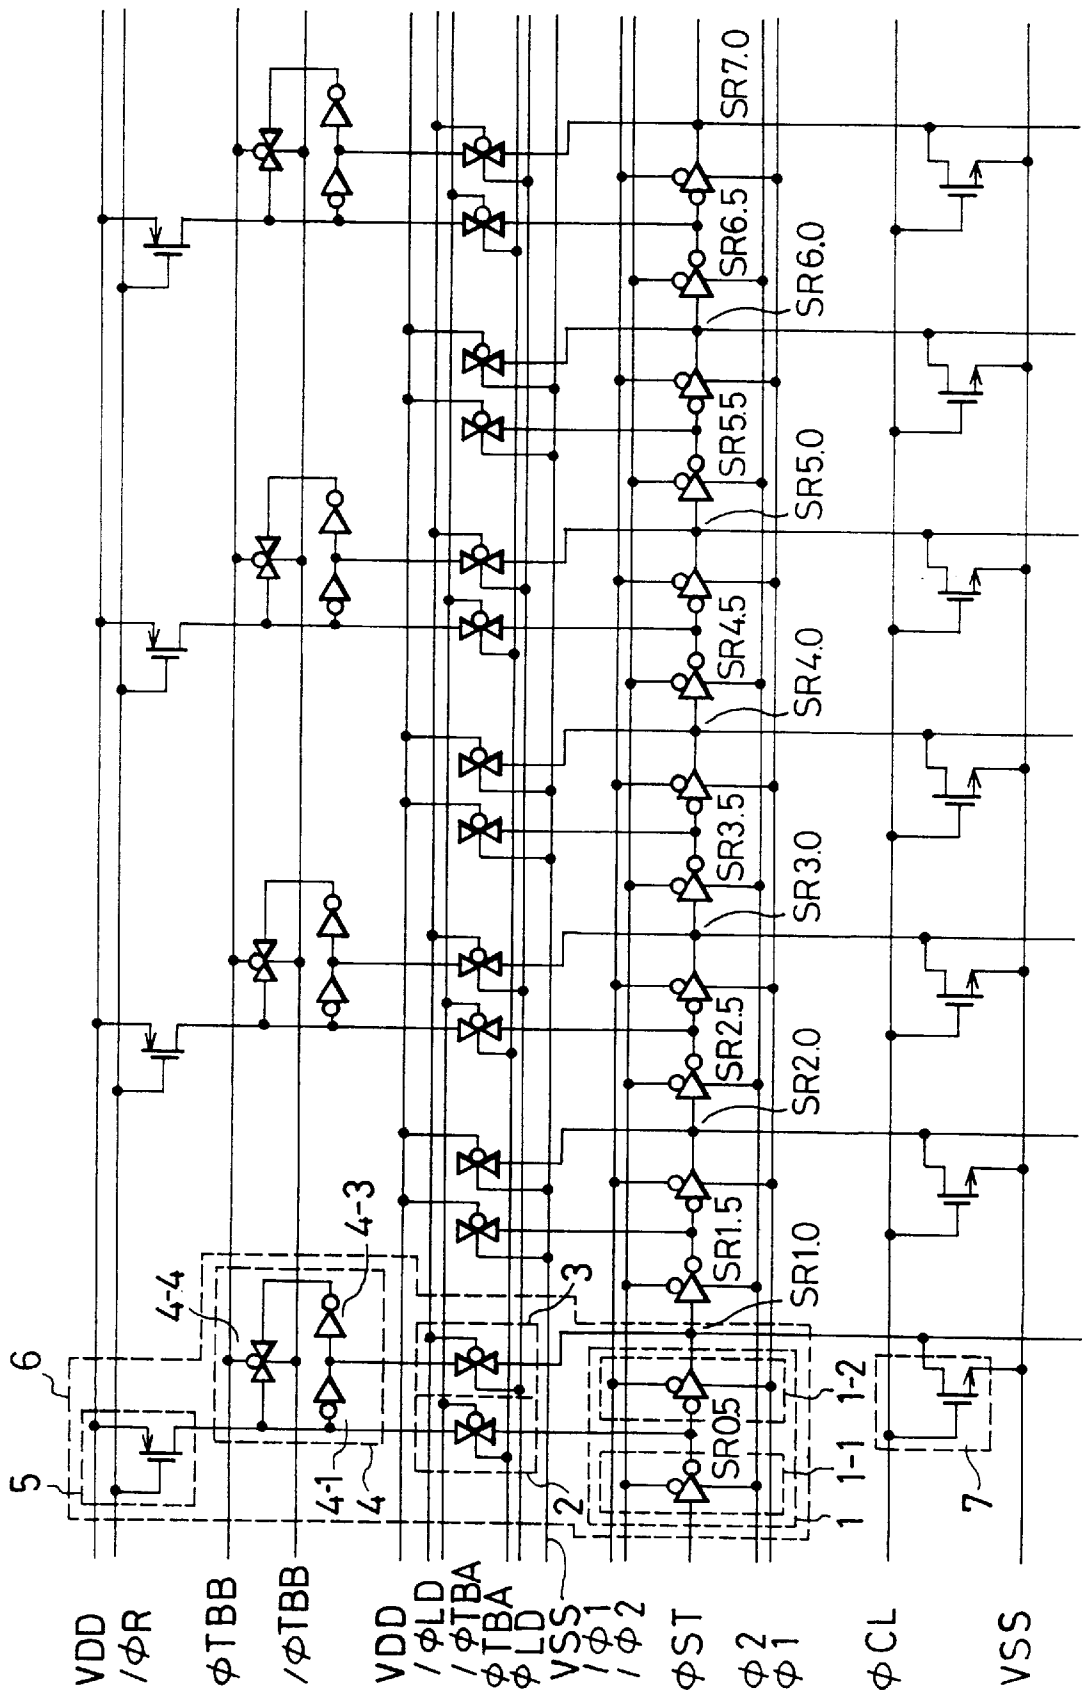 VDD
/φR
φTBB
/φTBB
VDD
/φLD
/φTBA
φTBA
φLD
VSS
/φ1
/φ2
φST
φ2
φ1
φCL
VSS
5
6
4-4
4-3
4-1
4
3
2
1
1-1
1-2
7
SR0.5
SR1.0
SR1.5
SR2.0
SR2.5
SR3.0
SR3.5
SR4.0
SR4.5
SR5.0
SR5.5
SR6.0
SR6.5
SR7.0